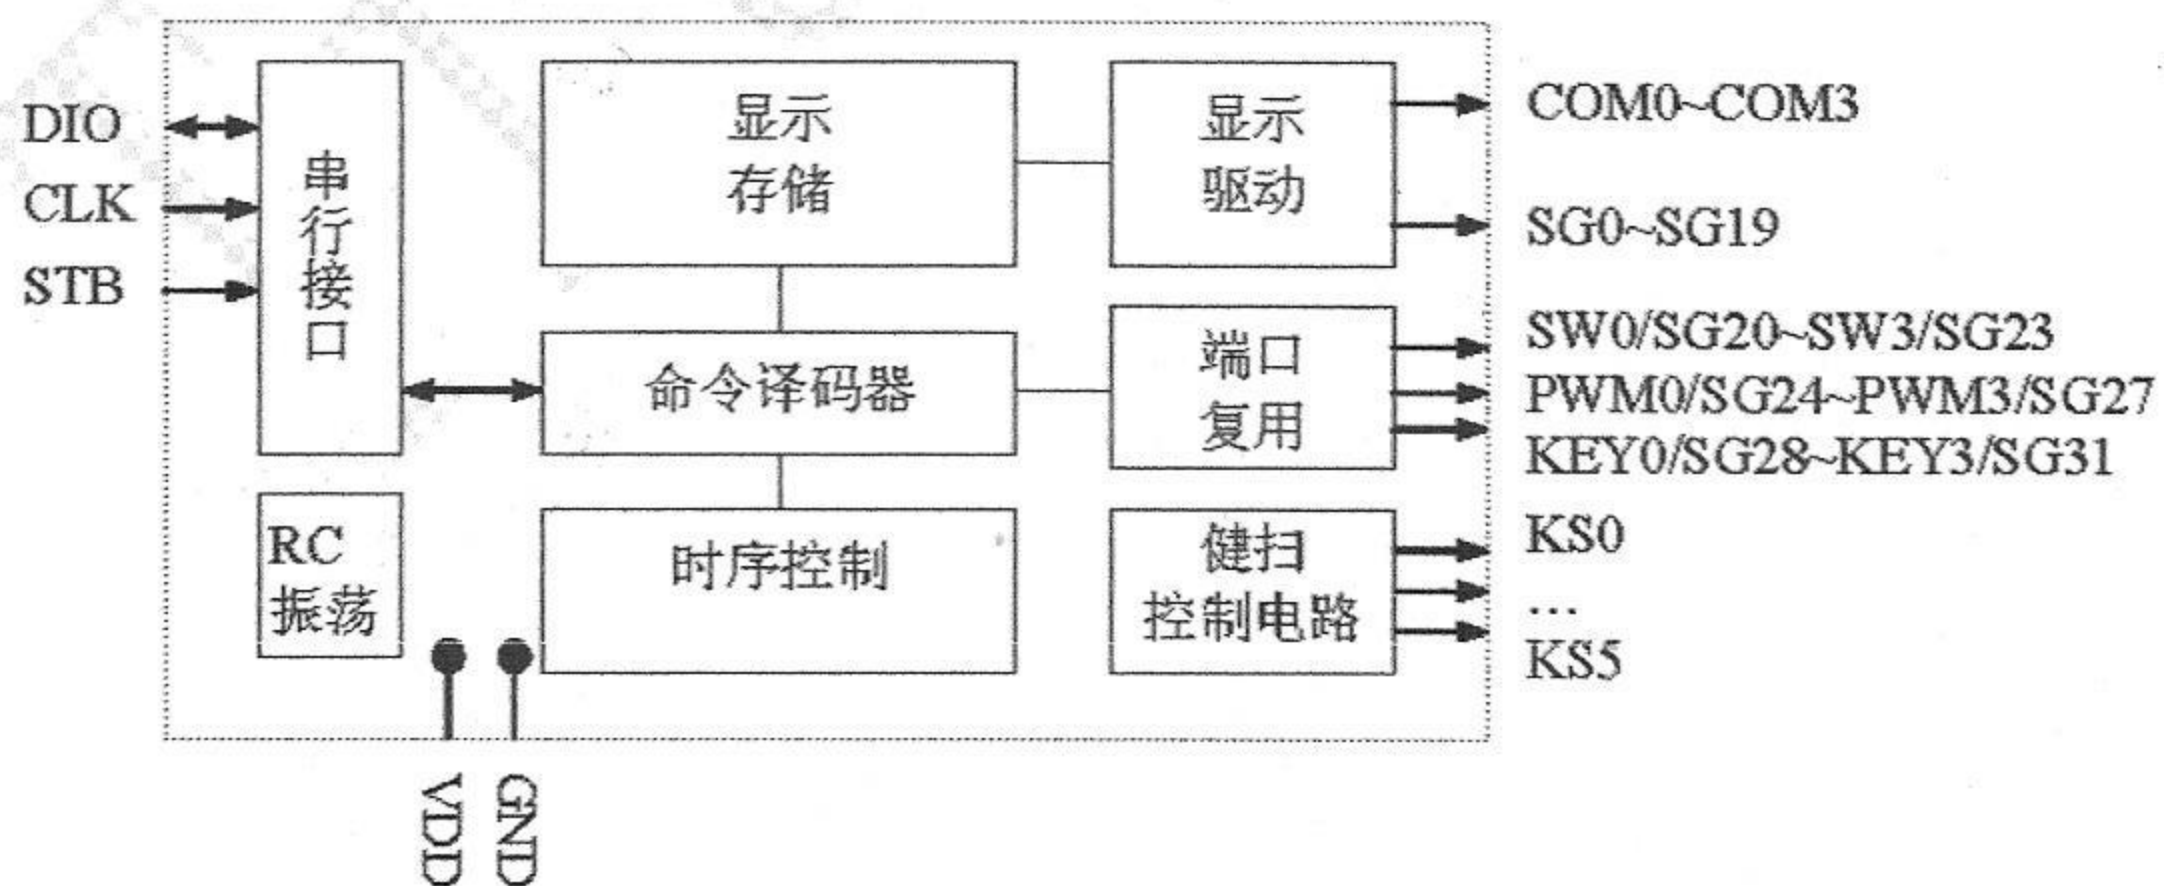 DIO
CLK
STB
串
行
接
口
显示
存储
显示
驱动
COM0~COM3
SG0~SG19
命令译码器
端口
复用
SW0/SG20~SW3/SG23
PWM0/SG24~PWM3/SG27
KEY0/SG28~KEY3/SG31
RC
振荡
时序控制
健扫
控制电路
KS0
...
KS5
VDD
GND